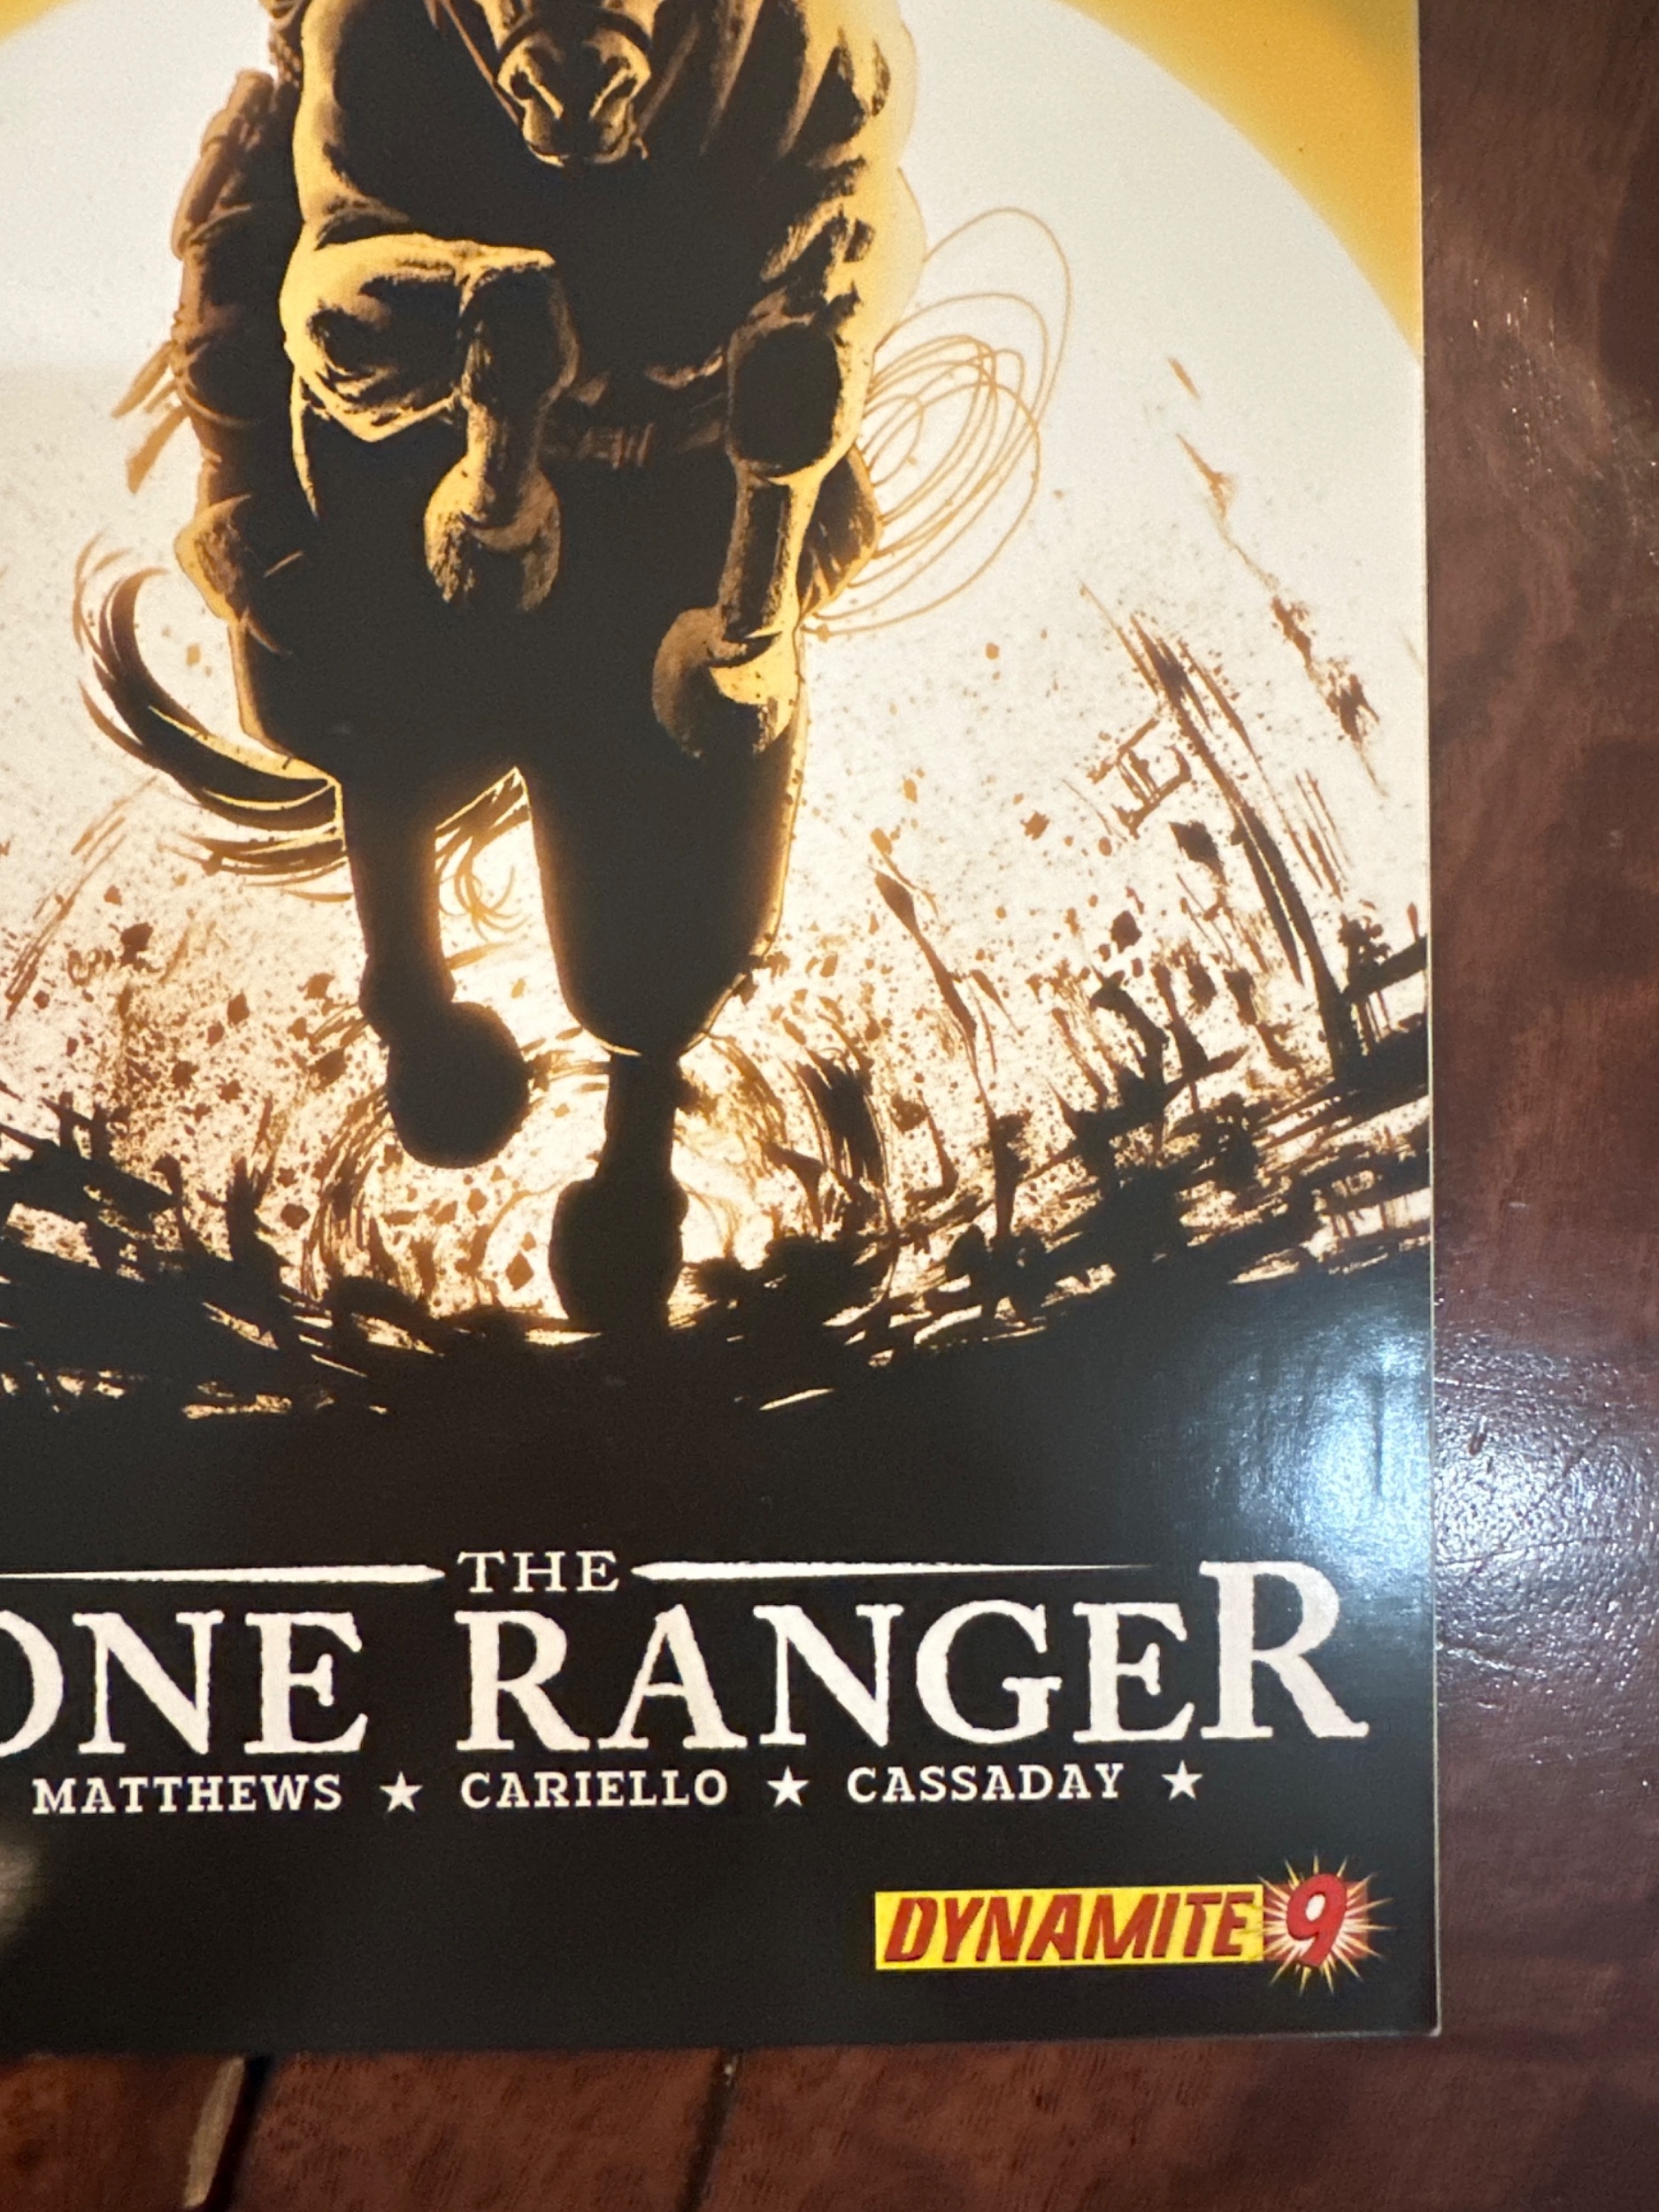 THE
ONE RANGER
MATTHEWS ★ CARIELLO ★ CASSADAY ★
DYNAMITE 9